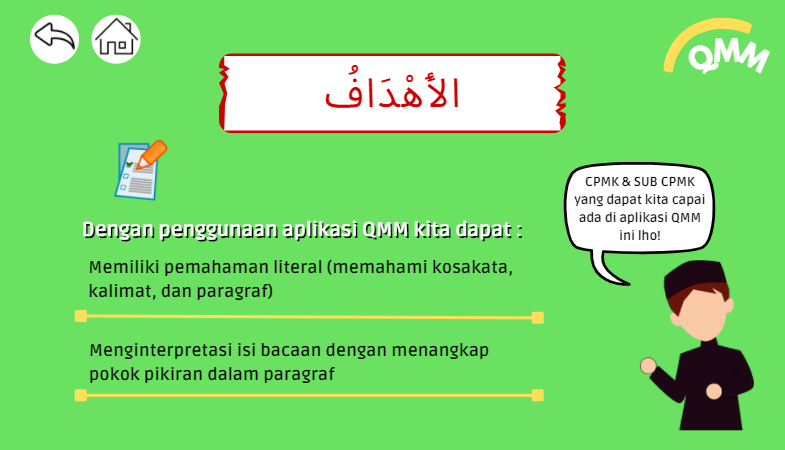 QMM
الأَهْدَافُ
CPMK & SUB CPMK
yang dapat kita capai
ada di aplikasi QMM
ini lho!
Dengan penggunaan aplikasi QMM kita dapat :
Memiliki pemahaman literal (memahami kosakata,
kalimat, dan paragraf)
Menginterpretasi isi bacaan dengan menangkap
pokok pikiran dalam paragraf